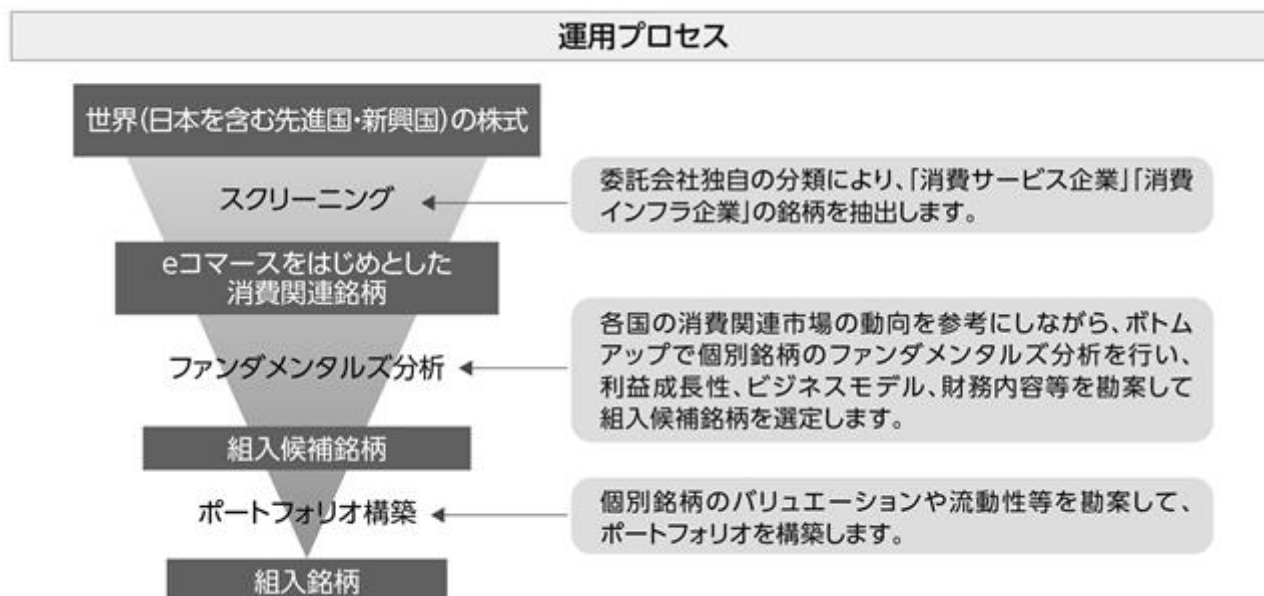 運用プロセス
世界(日本を含む先進国・新興国)の株式
スクリーニング
委託会社独自の分類により、「消費サービス企業」「消費
インフラ企業」の銘柄を抽出します。
eコマースをはじめとした
消費関連銘柄
ファンダメンタルズ分析
各国の消費関連市場の動向を参考にしながら、ボトム
アップで個別銘柄のファンダメンタルズ分析を行い、
利益成長性、ビジネスモデル、財務内容等を勘案して
組入候補銘柄を選定します。
組入候補銘柄
ポートフォリオ構築
個別銘柄のバリュエーションや流動性等を勘案して、
ポートフォリオを構築します。
組入銘柄